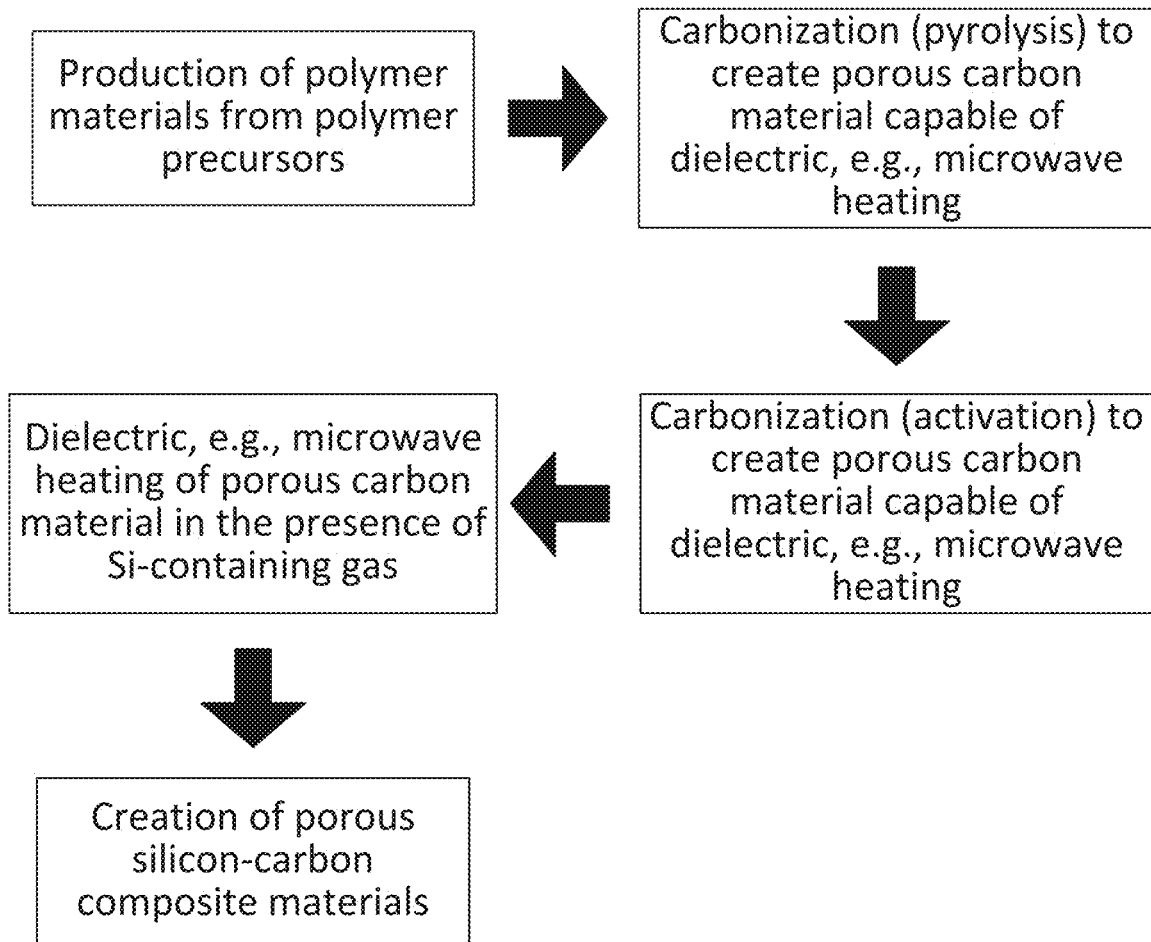 Production of polymer
materials from polymer
precursors
Carbonization (pyrolysis) to
create porous carbon
material capable of
dielectric, e.g., microwave
heating
Carbonization (activation) to
create porous carbon
material capable of
dielectric, e.g., microwave
heating
Dielectric, e.g., microwave
heating of porous carbon
material in the presence of
Si-containing gas
Creation of porous
silicon-carbon
composite materials